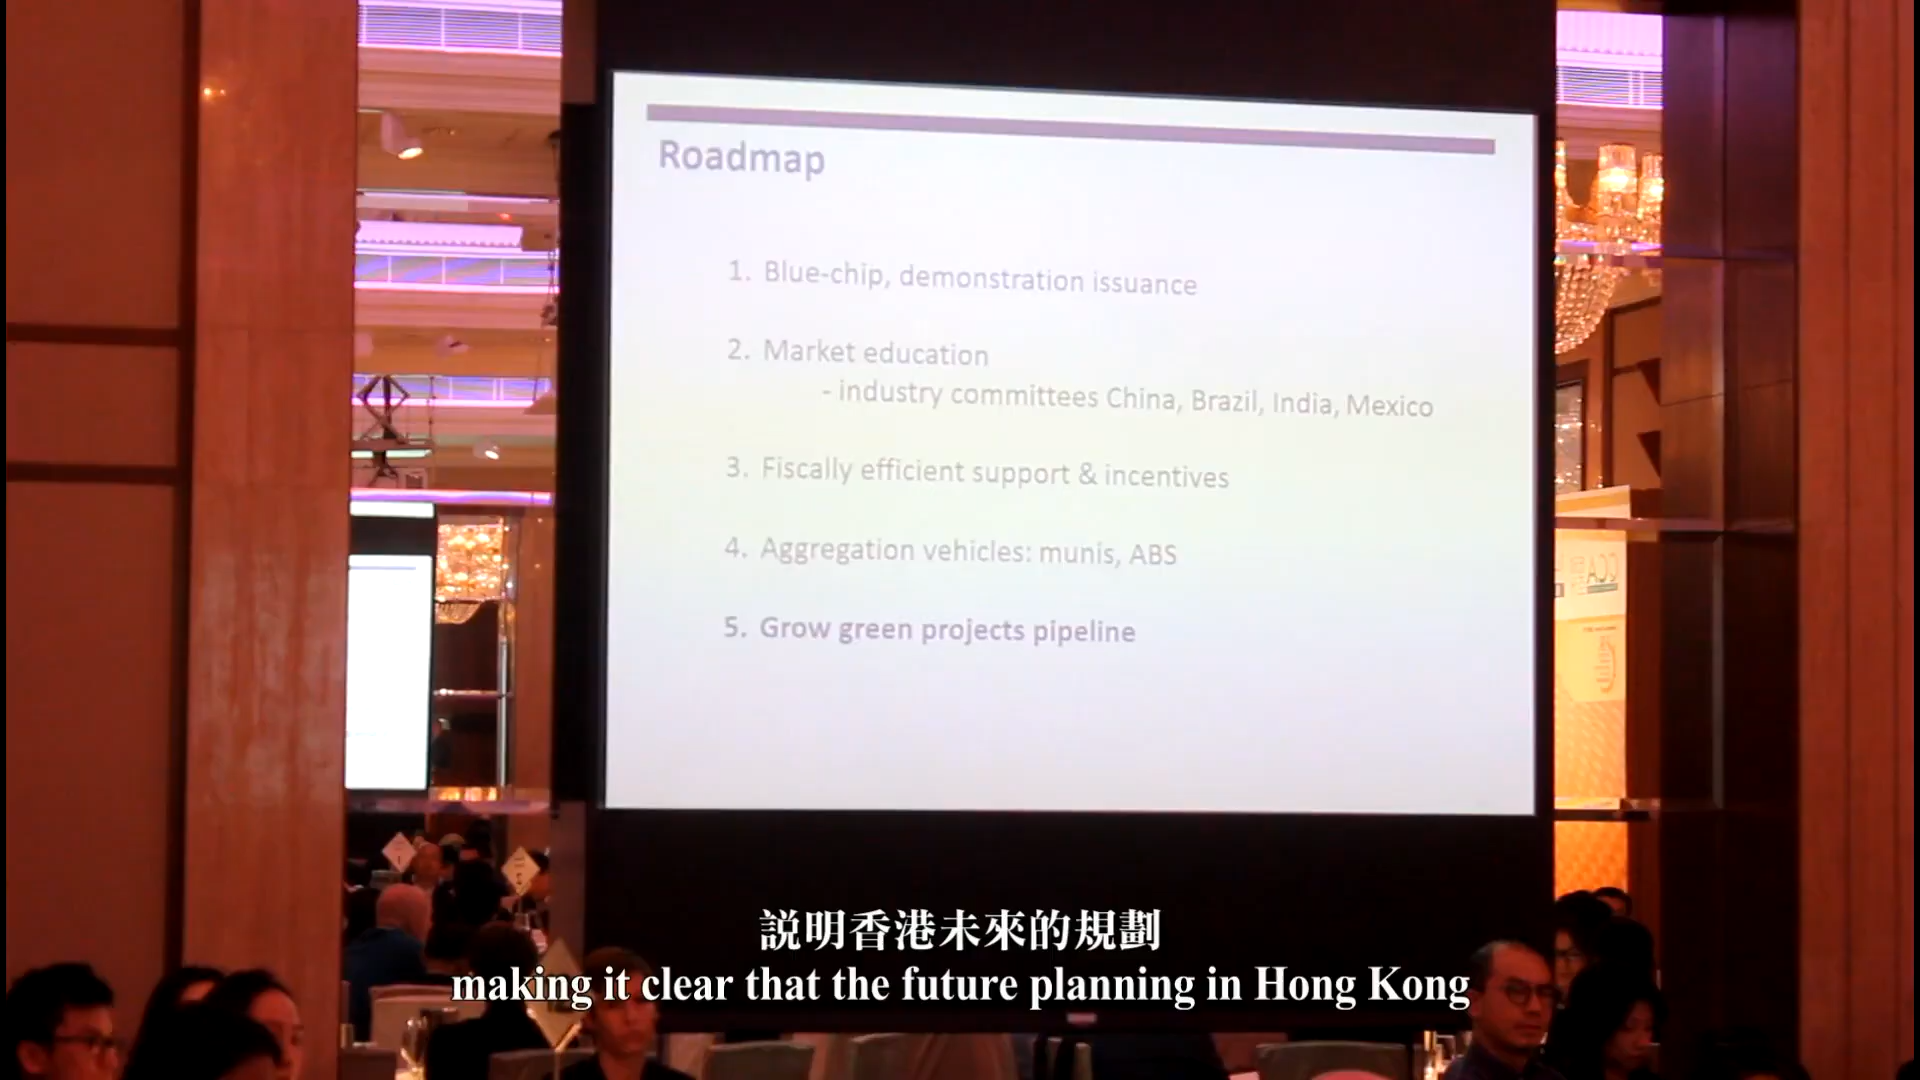 Roadmap
1. Blue-chip, demonstration issuance
2. Market education
- industry committees China, Brazil, India, Mexico
3. Fiscally efficient support & incentives
4. Aggregation vehicles: munis, ABS
5. Grow green projects pipeline
說明香港未來的規劃
making it clear that the future planning in Hong Kong